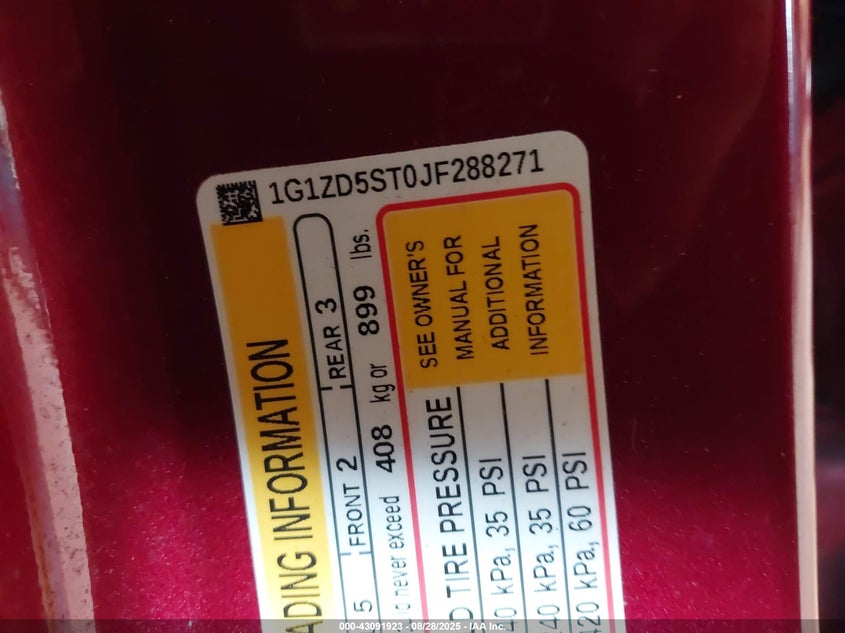 1G1ZD5ST0JF288271
ADING INFORMATION
5 FRONT 2 REAR 3
d never exceed 408 kg or 899 lbs.
D TIRE PRESSURE
40 kPa, 35 PSI
40 kPa, 35 PSI
420 kPa, 60 PSI
SEE OWNER'S
MANUAL FOR
ADDITIONAL
INFORMATION
000-43091923 - 08/28/2025 - IAA Inc.